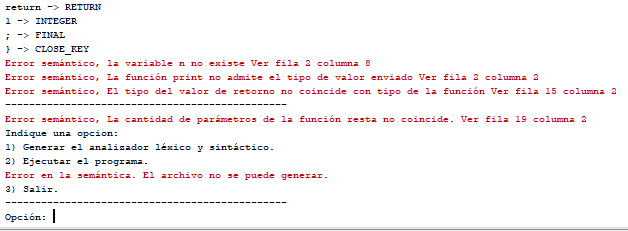 return -> RETURN
1 -> INTEGER
; -> FINAL
} -> CLOSE_KEY
Error semántico, la variable n no existe Ver fila 2 columna 8
Error semántico, La función print no admite el tipo de valor enviado Ver fila 2 columna 2
Error semántico, El tipo del valor de retorno no coincide con tipo de la función Ver fila 15 columna 2
-----------------------------------------------
Error semántico, La cantidad de parámetros de la función resta no coincide. Ver fila 19 columna 2
Indique una opcion:
1) Generar el analizador léxico y sintáctico.
2) Ejecutar el programa.
Error en la semántica. El archivo no se puede generar.
3) Salir.
-----------------------------------------------
Opción: